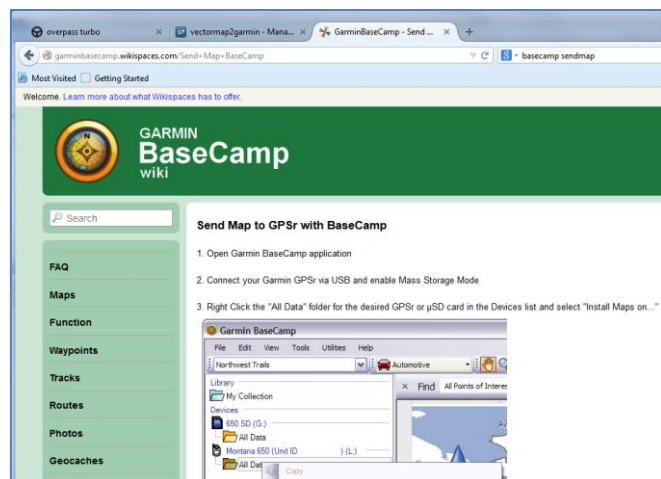 overpass turbo
vectormap2garmin - Mana...
GarminBaseCamp - Send ...
garminbasecamp.wikispaces.com/Send+Map+BaseCamp
basecamp sendmap
Most Visited
Getting Started
Welcome. Learn more about what Wikispaces has to offer.
GARMIN
BaseCamp
wiki
Search
FAQ
Maps
Function
Waypoints
Tracks
Routes
Photos
Geocaches
Send Map to GPSr with BaseCamp
1. Open Garmin BaseCamp application
2. Connect your Garmin GPSr via USB and enable Mass Storage Mode
3. Right Click the "All Data" folder for the desired GPSr or µSD card in the Devices list and select "Install Maps on..."
Garmin BaseCamp
File Edit View Tools Utilities Help
Northwest Trails
Automotive
Library
My Collection
Devices
650 SD (G:)
All Data
Montana 650 (Unit ID ) (L:)
All Dat
Find All Points of Interes
Copy